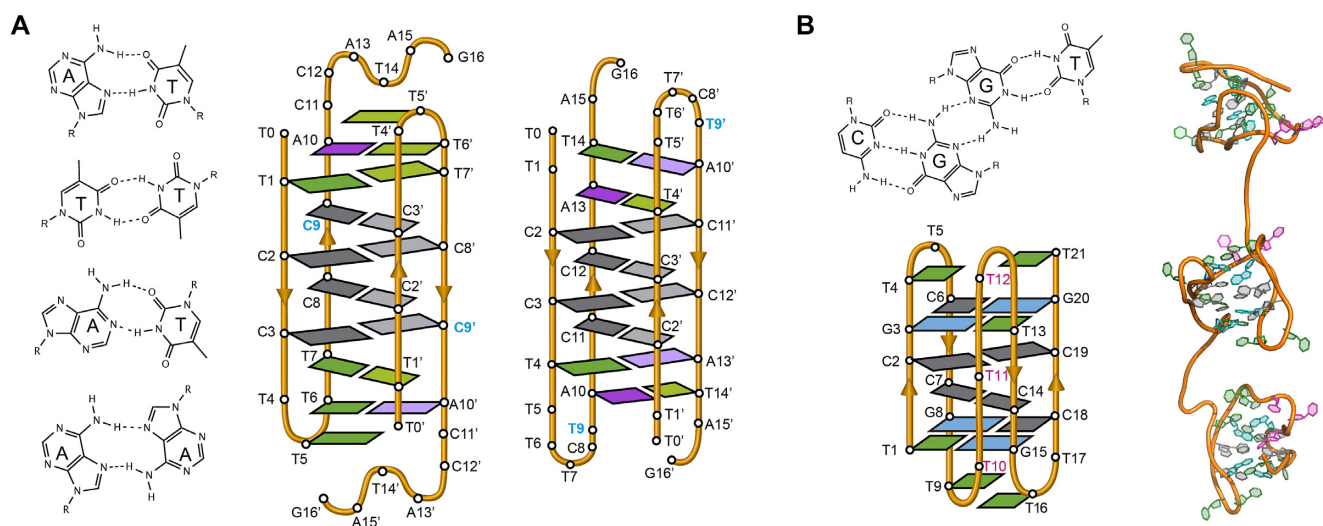 A
H
N H O
N A N
N H N T
R O N
R
O H N R
T N T
N H O
R O
H
N H O R
N A N T
N H N
R O
H R
N H N N
N A A N
N N H N
R N
H
A15
A13
G16
T14
C12
C11
T5'
T0
A10
T4'
T6'
T1
T7'
C3'
C9
C2
C8'
C2'
C8
C3
C9'
T7
T1'
T4
T6
A10'
T0'
T5
C11'
C12'
T14'
G16'
A15'
A13'
G16
T7'
A15
C8'
T6'
T9'
T0
T14
T5'
T1
A10'
T4'
A13
C2
C11'
C3'
C12
C3
C12'
C11
C2'
T4
A13'
A10
T14'
T5
T1'
T9
A15'
T6
C8
T0'
T7
G16'
B
O H N T
N G N H O
R N N R
R H N H
N O H N H
C N H N G N
N H O N
H R
T5
T12
T21
T4
C6
G20
G3
T13
C2
C19
C7
T11
C14
G8
C18
T1
G15
T17
T10
T9
T16